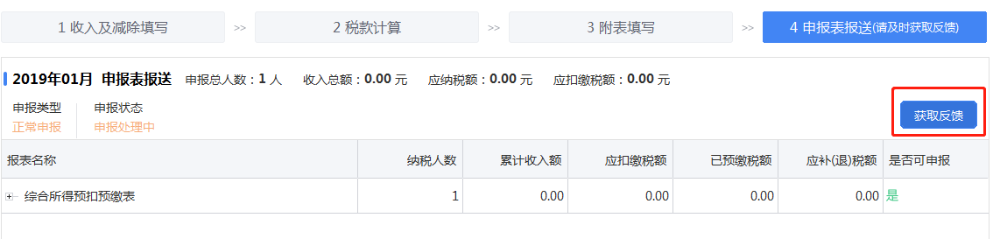 1 收入及减除填写 >> 2 税款计算 >> 3 附表填写 >> 4 申报表报送(请及时获取反馈)
2019年01月 申报表报送 申报总人数：1 人 收入总额：0.00 元 应纳税额：0.00 元 应扣缴税额：0.00 元
申报类型 申报状态
正常申报 申报处理中 获取反馈
报表名称 纳税人数 累计收入额 应扣缴税额 已预缴税额 应补(退)税额 是否可申报
综合所得预扣预缴表 1 0.00 0.00 0.00 0.00 是